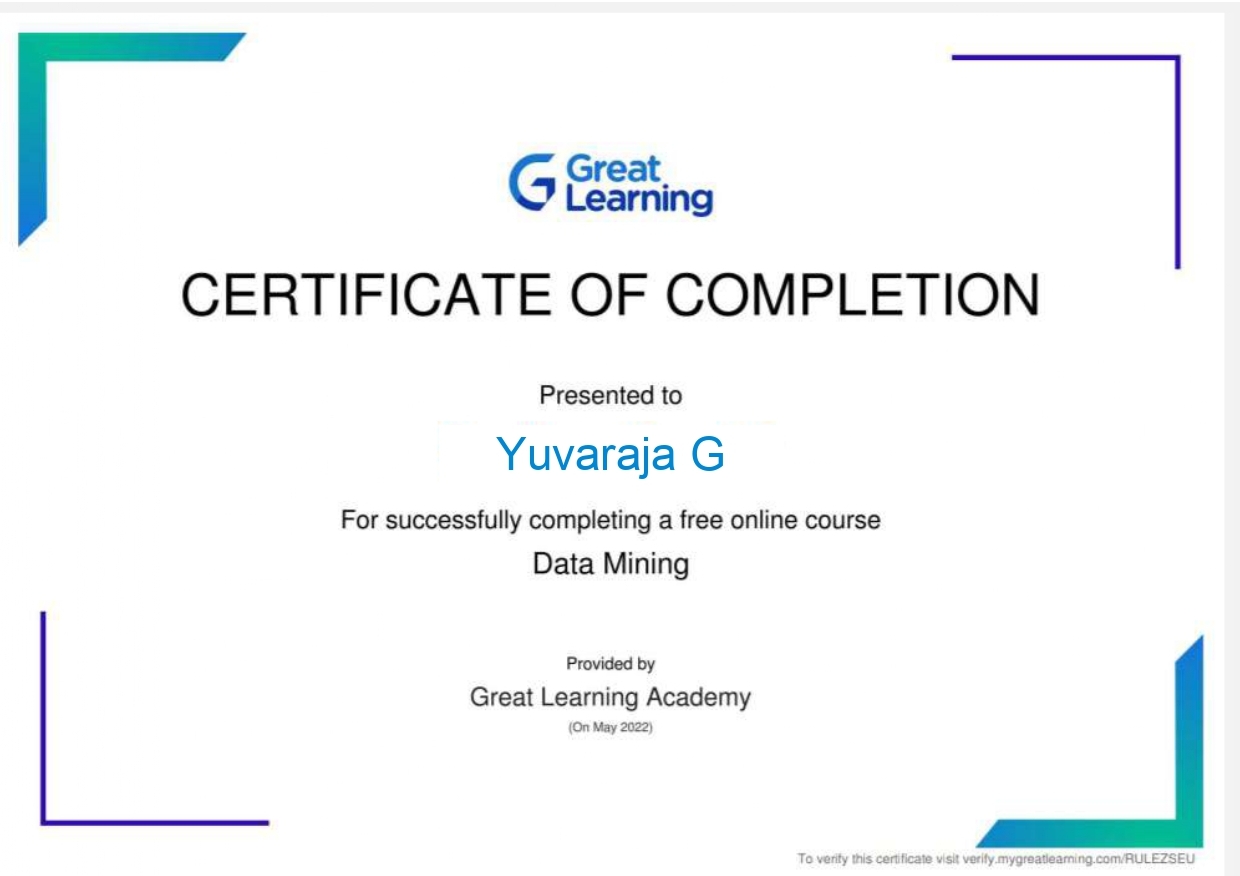 Great
Learning
CERTIFICATE OF COMPLETION
Presented to
Yuvaraja G
For successfully completing a free online course
Data Mining
Provided by
Great Learning Academy
(On May 2022)
To verify this certificate visit verify.mygreatlearning.com/RULEZSEU